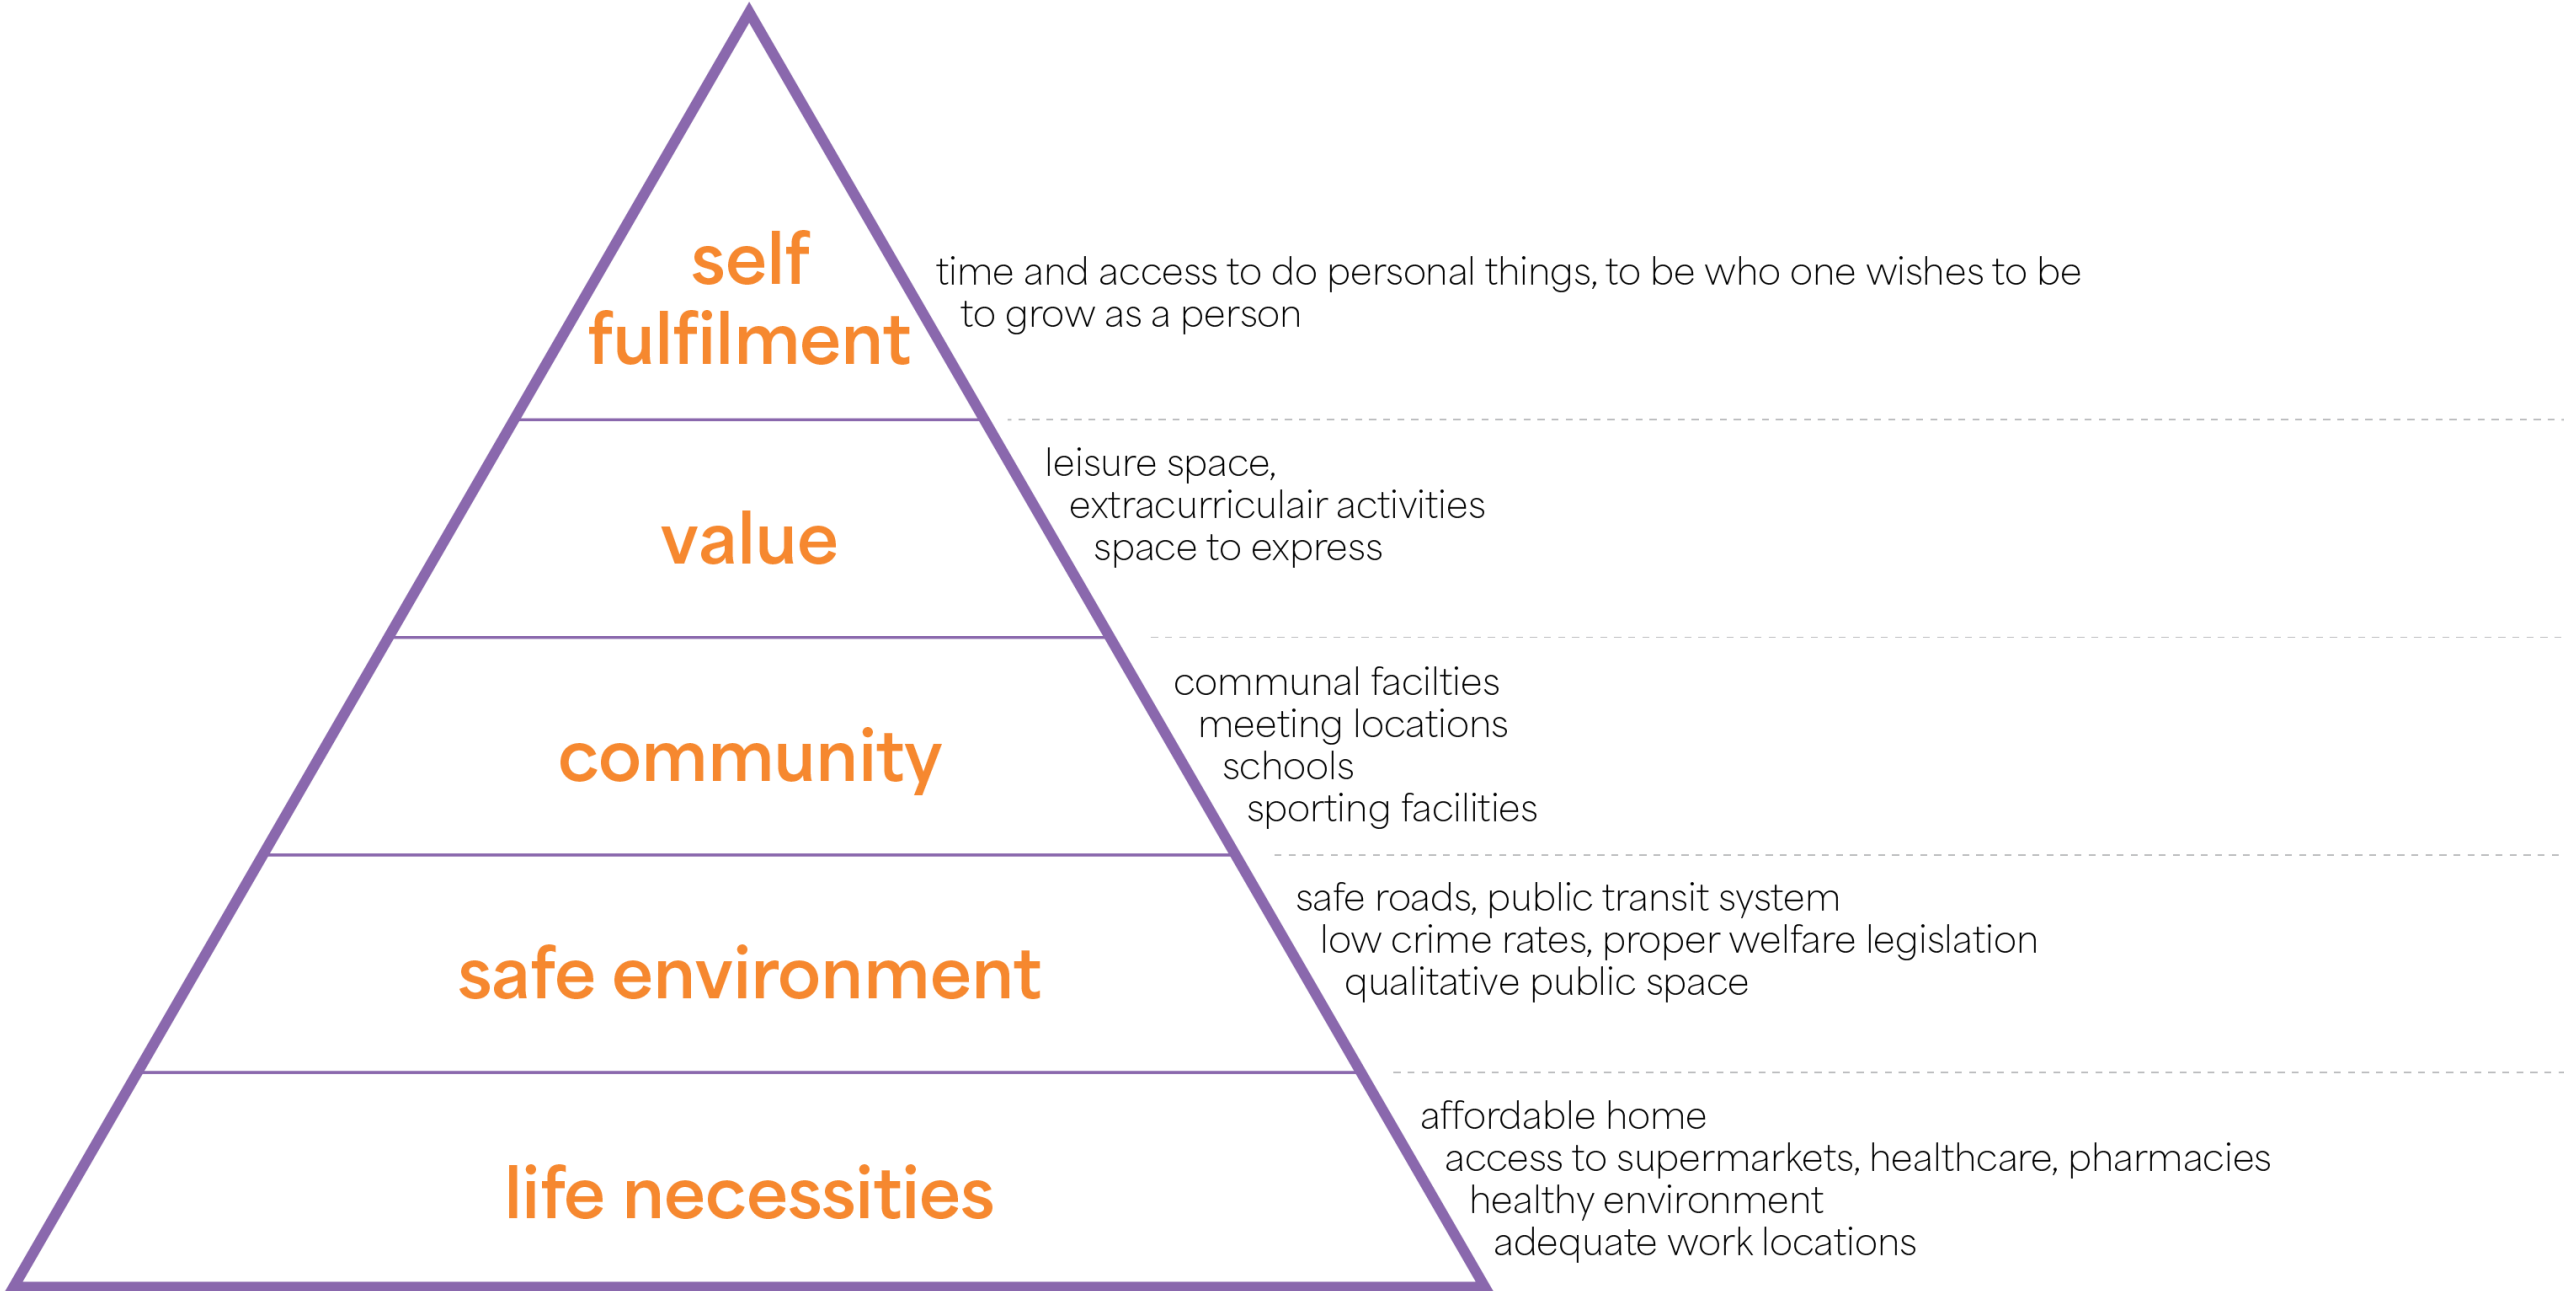 self
fulfilment
time and access to do personal things, to be who one wishes to be
to grow as a person
value
leisure space,
extracurriculair activities
space to express
community
communal facilties
meeting locations
schools
sporting facilities
safe environment
safe roads, public transit system
low crime rates, proper welfare legislation
qualitative public space
life necessities
affordable home
access to supermarkets, healthcare, pharmacies
healthy environment
adequate work locations